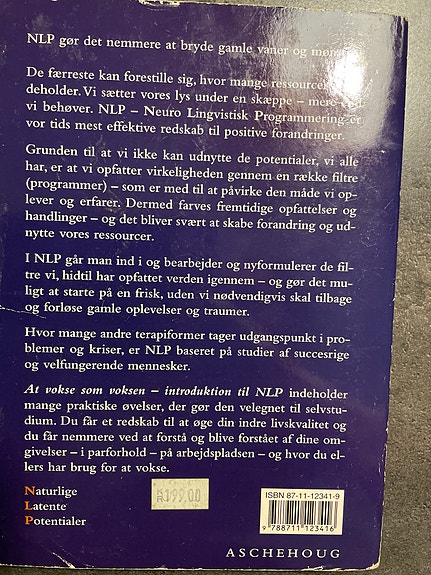 NLP gør det nemmere at bryde gamle vaner og
De færreste kan forestille sig, hvor mange ressourcer
deholder. Vi sætter vores lys under en skæppe – mere
vi behøver. NLP – Neuro Lingvistisk Programmering er
vor tids mest effektive redskab til positive forandringer.
Grunden til at vi ikke kan udnytte de potentialer, vi alle
har, er at vi opfatter virkeligheden gennem en række filtre
(programmer) – som er med til at påvirke den måde vi op-
lever og erfarer. Dermed farves fremtidige opfattelser og
handlinger – og det bliver svært at skabe forandring og ud-
nytte vores ressourcer.
I NLP går man ind i og bearbejder og nyformulerer de fil-
tre vi, hidtil har opfattet verden igennem – og gør det mu-
ligt at starte på en frisk, uden vi nødvendigvis skal tilbage
og forløse gamle oplevelser og traumer.
Hvor mange andre terapiformer tager udgangspunkt i pro-
blemer og kriser, er NLP baseret på studier af succesrige
og velfungerende mennesker.
At vokse som voksen – introduktion til NLP indeholder
mange praktiske øvelser, der gør den velegnet til selvstu-
dium. Du får et redskab til at øge din indre livskvalitet og
du får nemmere ved at forstå og blive forstået af dine om-
givelser – i parforhold – på arbejdspladsen – og hvor du el-
lers har brug for at vokse.
Naturlige
Latente
Potentialer
199.00
ISBN 87-11-12341-9
9 788711 123416
ASCHEHOUG